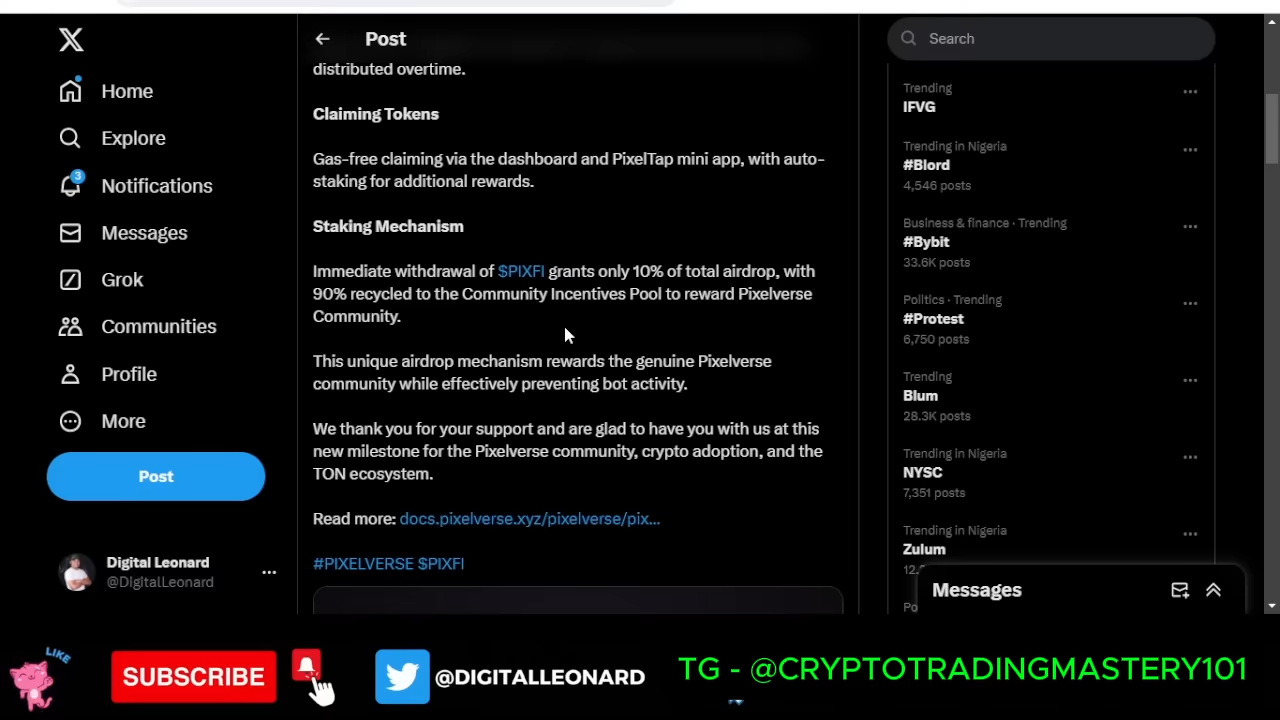 Home
Explore
3
Notifications
Messages
Grok
Communities
Profile
More
Post
Digital Leonard
@DigitalLeonard
Post
distributed overtime.
Claiming Tokens
Gas-free claiming via the dashboard and PixelTap mini app, with auto-
staking for additional rewards.
Staking Mechanism
Immediate withdrawal of $PIXFI grants only 10% of total airdrop, with
90% recycled to the Community Incentives Pool to reward Pixelverse
Community.
This unique airdrop mechanism rewards the genuine Pixelverse
community while effectively preventing bot activity.
We thank you for your support and are glad to have you with us at this
new milestone for the Pixelverse community, crypto adoption, and the
TON ecosystem.
Read more: docs.pixelverse.xyz/pixelverse/pix...
#PIXELVERSE $PIXFI
Search
Trending
IFVG
Trending in Nigeria
#Blord
4,546 posts
Business & finance · Trending
#Bybit
33.6K posts
Politics · Trending
#Protest
6,750 posts
Trending
Blum
28.3K posts
Trending in Nigeria
NYSC
7,351 posts
Trending in Nigeria
Zulum
Messages
LIKE
SUBSCRIBE
@DIGITALLEONARD
TG - @CRYPTOTRADINGMASTERY101